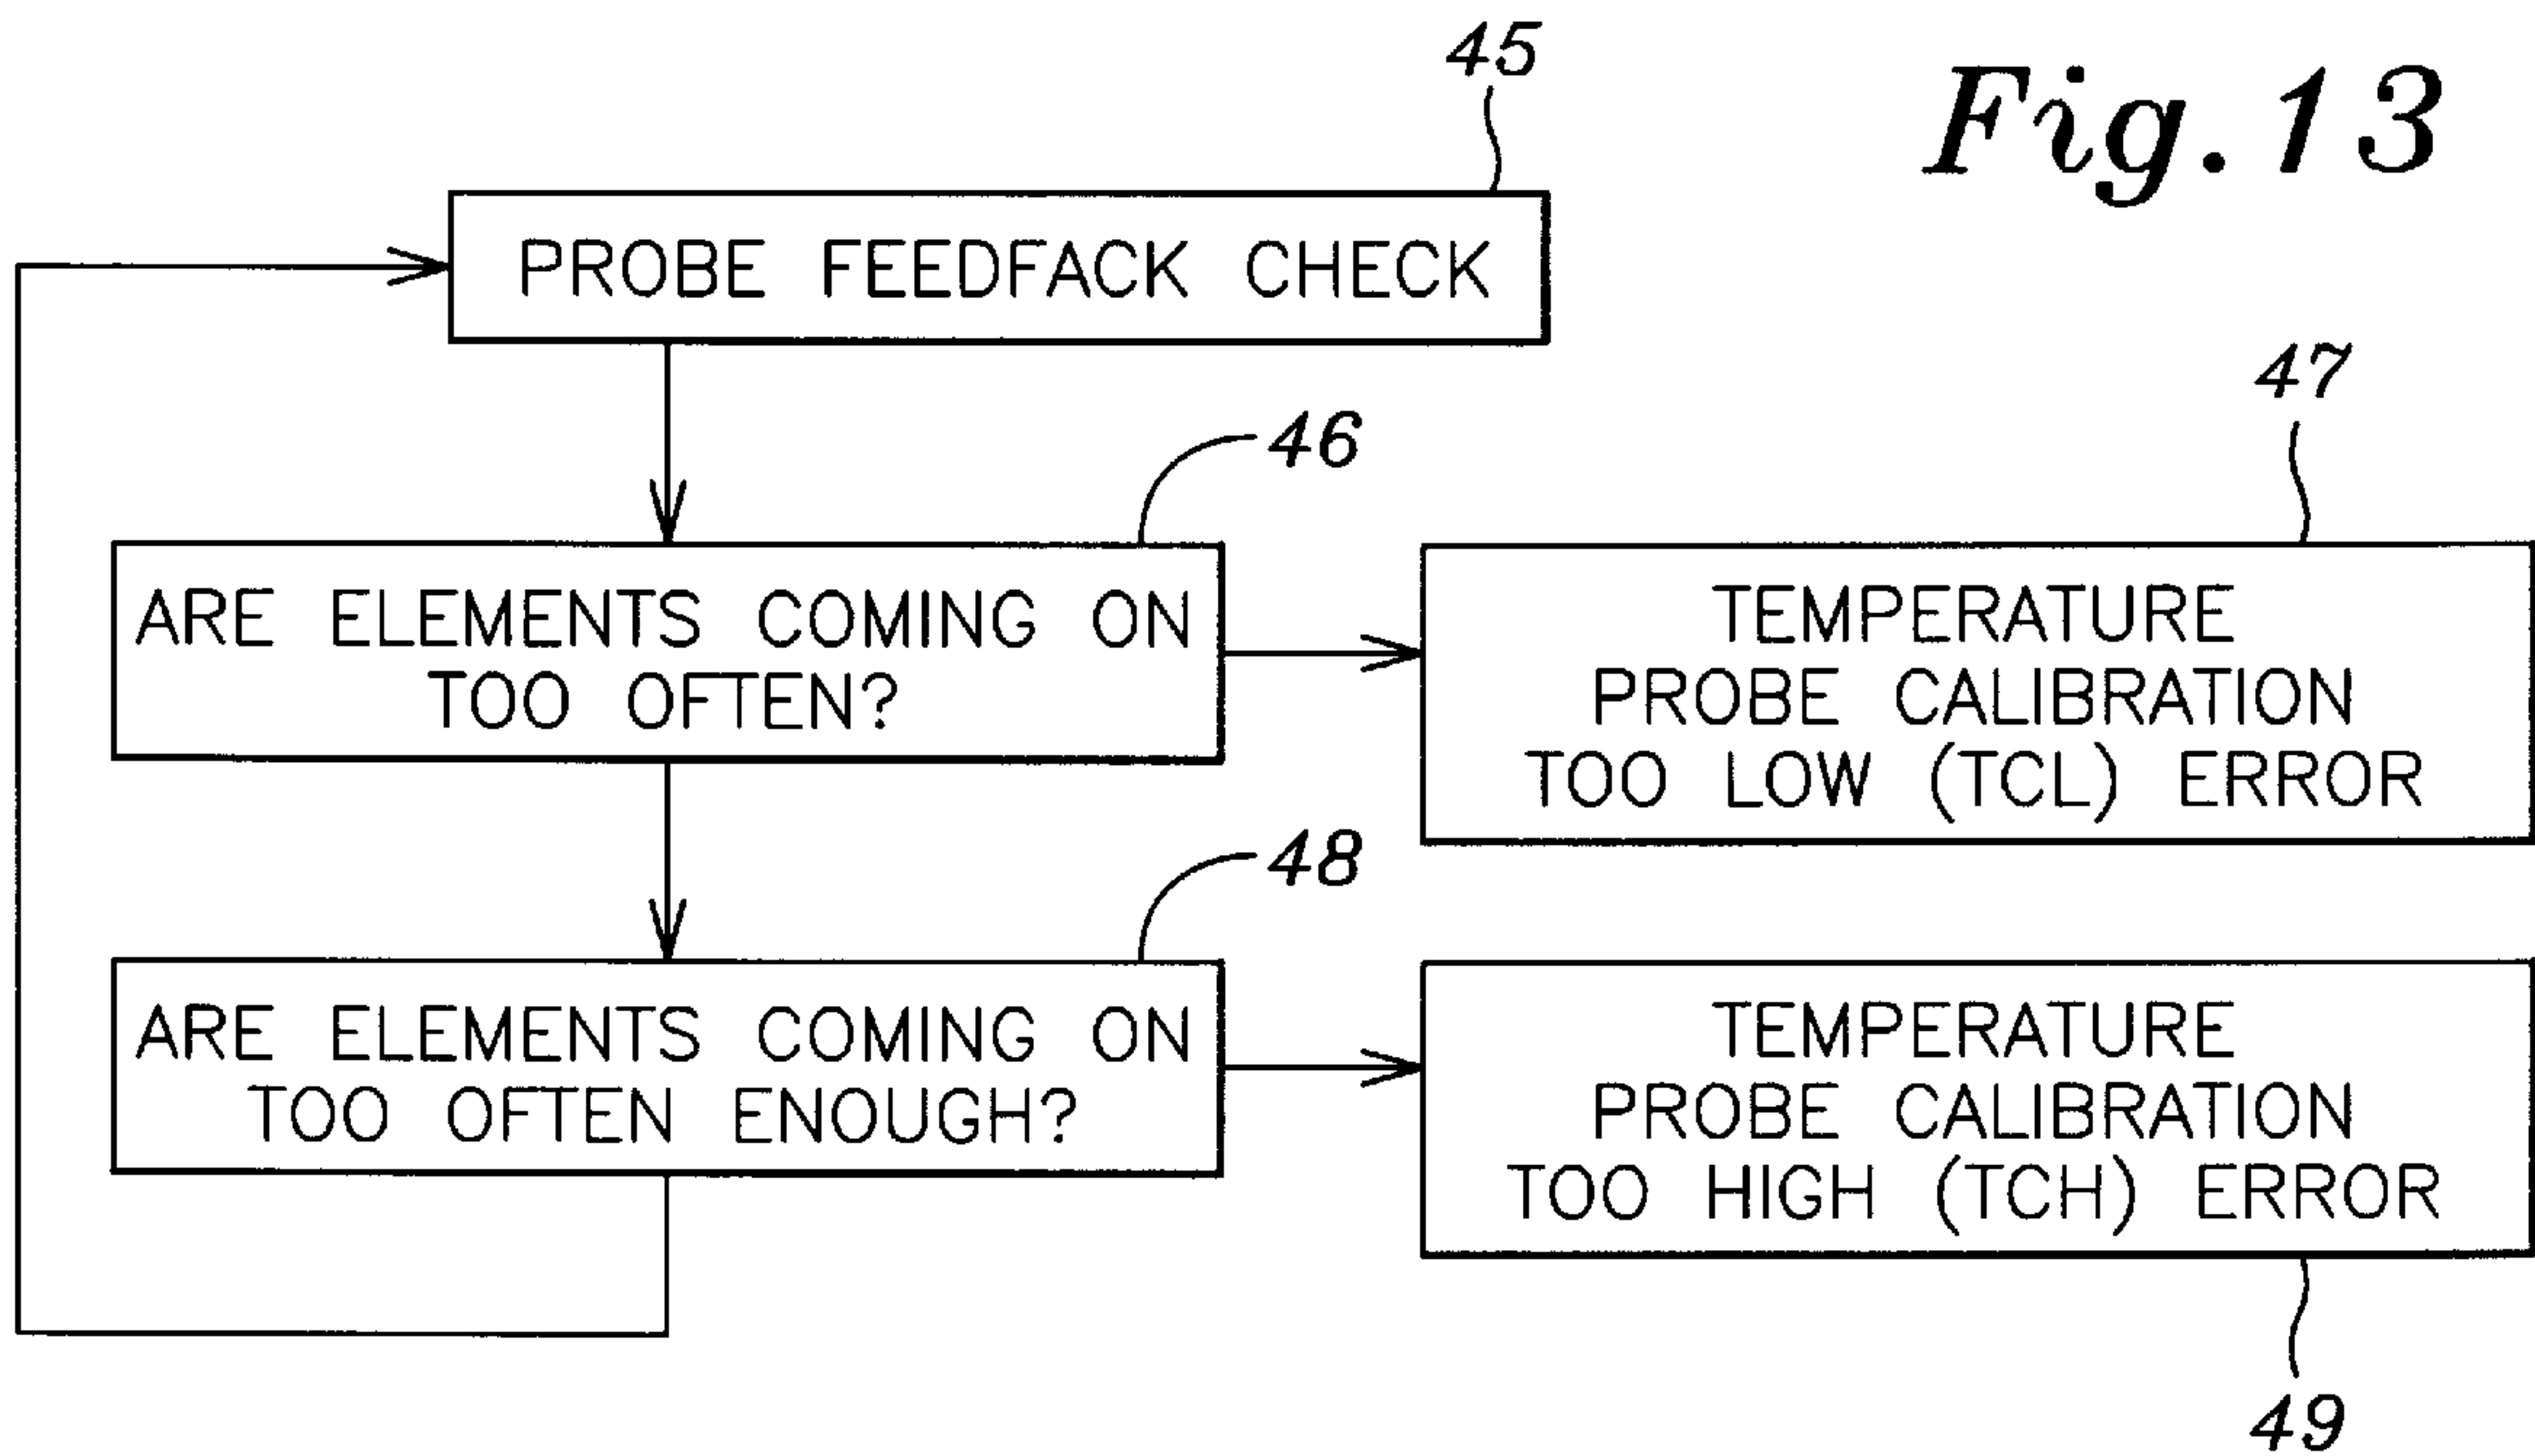 45
Fig. 13
PROBE FEEDFACK CHECK
46
47
ARE ELEMENTS COMING ON
TOO OFTEN?
TEMPERATURE
PROBE CALIBRATION
TOO LOW (TCL) ERROR
48
ARE ELEMENTS COMING ON
TOO OFTEN ENOUGH?
TEMPERATURE
PROBE CALIBRATION
TOO HIGH (TCH) ERROR
49